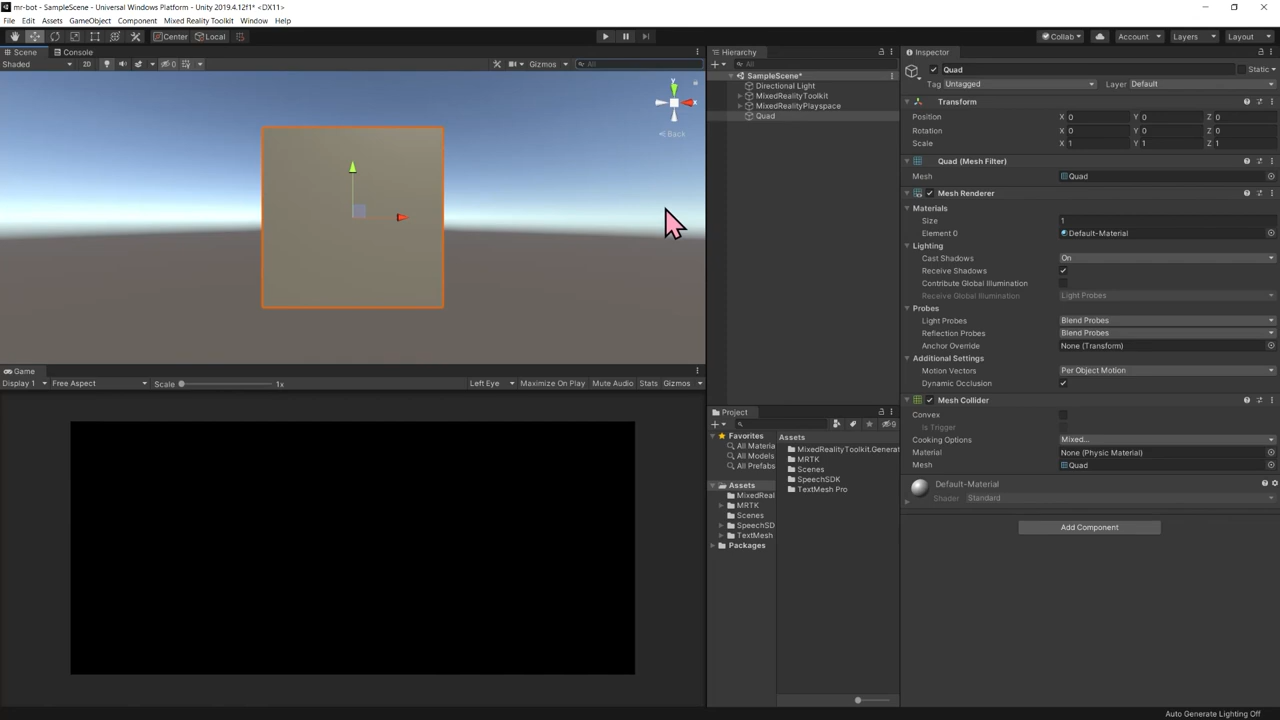 mr-bot - SampleScene - Universal Windows Platform - Unity 2019.4.12f1* <DX11>
File Edit Assets GameObject Component Mixed Reality Toolkit Window Help
Center Local Collab Account Layers Layout
Scene Console
Shaded 2D 0 Gizmos All
y x
Back
Game
Display 1 Free Aspect Scale 1x Left Eye Maximize On Play Mute Audio Stats Gizmos
Hierarchy
All
SampleScene*
Directional Light
MixedRealityToolkit
MixedRealityPlayspace
Quad
Project
9
Favorites
All Materia
All Models
All Prefabs
Assets
MixedReal
MRTK
Scenes
SpeechSD
TextMesh
Packages
Assets
MixedRealityToolkit.Generat
MRTK
Scenes
SpeechSDK
TextMesh Pro
Inspector
Quad Static
Tag Untagged Layer Default
Transform
Position X 0 Y 0 Z 0
Rotation X 0 Y 0 Z 0
Scale X 1 Y 1 Z 1
Quad (Mesh Filter)
Mesh Quad
Mesh Renderer
Materials
Size 1
Element 0 Default-Material
Lighting
Cast Shadows On
Receive Shadows
Contribute Global Illumination
Receive Global Illumination Light Probes
Probes
Light Probes Blend Probes
Reflection Probes Blend Probes
Anchor Override None (Transform)
Additional Settings
Motion Vectors Per Object Motion
Dynamic Occlusion
Mesh Collider
Convex
Is Trigger
Cooking Options Mixed...
Material None (Physic Material)
Mesh Quad
Default-Material
Shader Standard
Add Component
Auto Generate Lighting Off